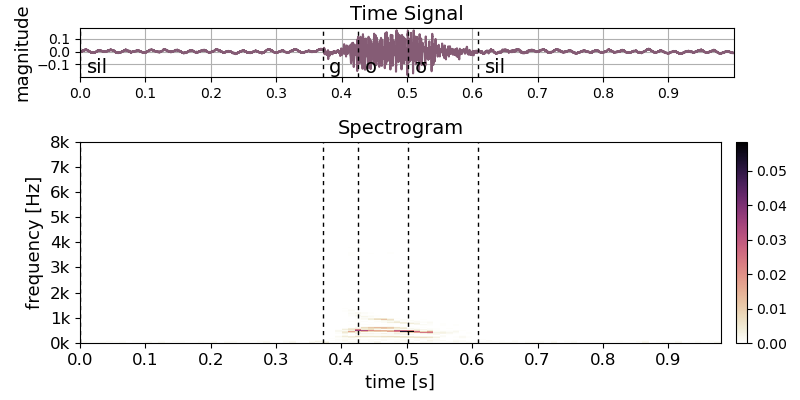 Time Signal
magnitude
0.1
0.0
−0.1
sil g o ʊ sil
0.0 0.1 0.2 0.3 0.4 0.5 0.6 0.7 0.8 0.9
Spectrogram
frequency [Hz]
8k
7k
6k
5k
4k
3k
2k
1k
0k
0.05
0.04
0.03
0.02
0.01
0.00
0.0 0.1 0.2 0.3 0.4 0.5 0.6 0.7 0.8 0.9
time [s]